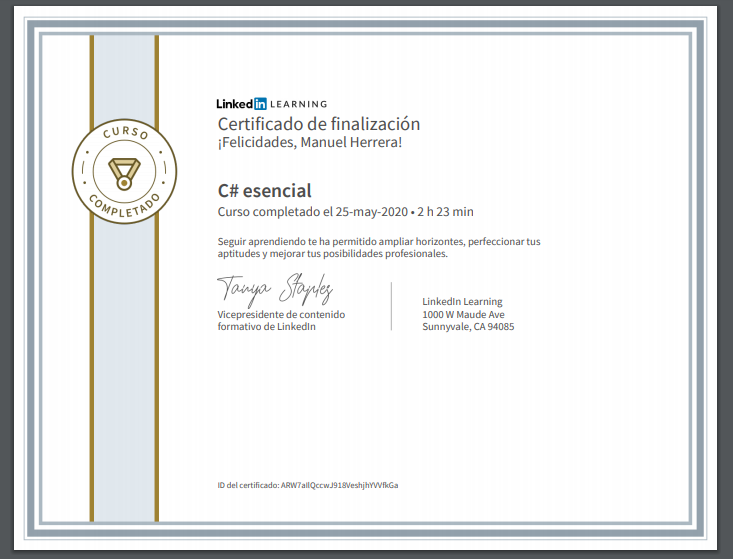 CURSO
COMPLETADO
LinkedIn LEARNING
Certificado de finalización
¡Felicidades, Manuel Herrera!
C# esencial
Curso completado el 25-may-2020 • 2 h 23 min
Seguir aprendiendo te ha permitido ampliar horizontes, perfeccionar tus
aptitudes y mejorar tus posibilidades profesionales.
Tanya Staples
Vicepresidente de contenido
formativo de LinkedIn
LinkedIn Learning
1000 W Maude Ave
Sunnyvale, CA 94085
ID del certificado: